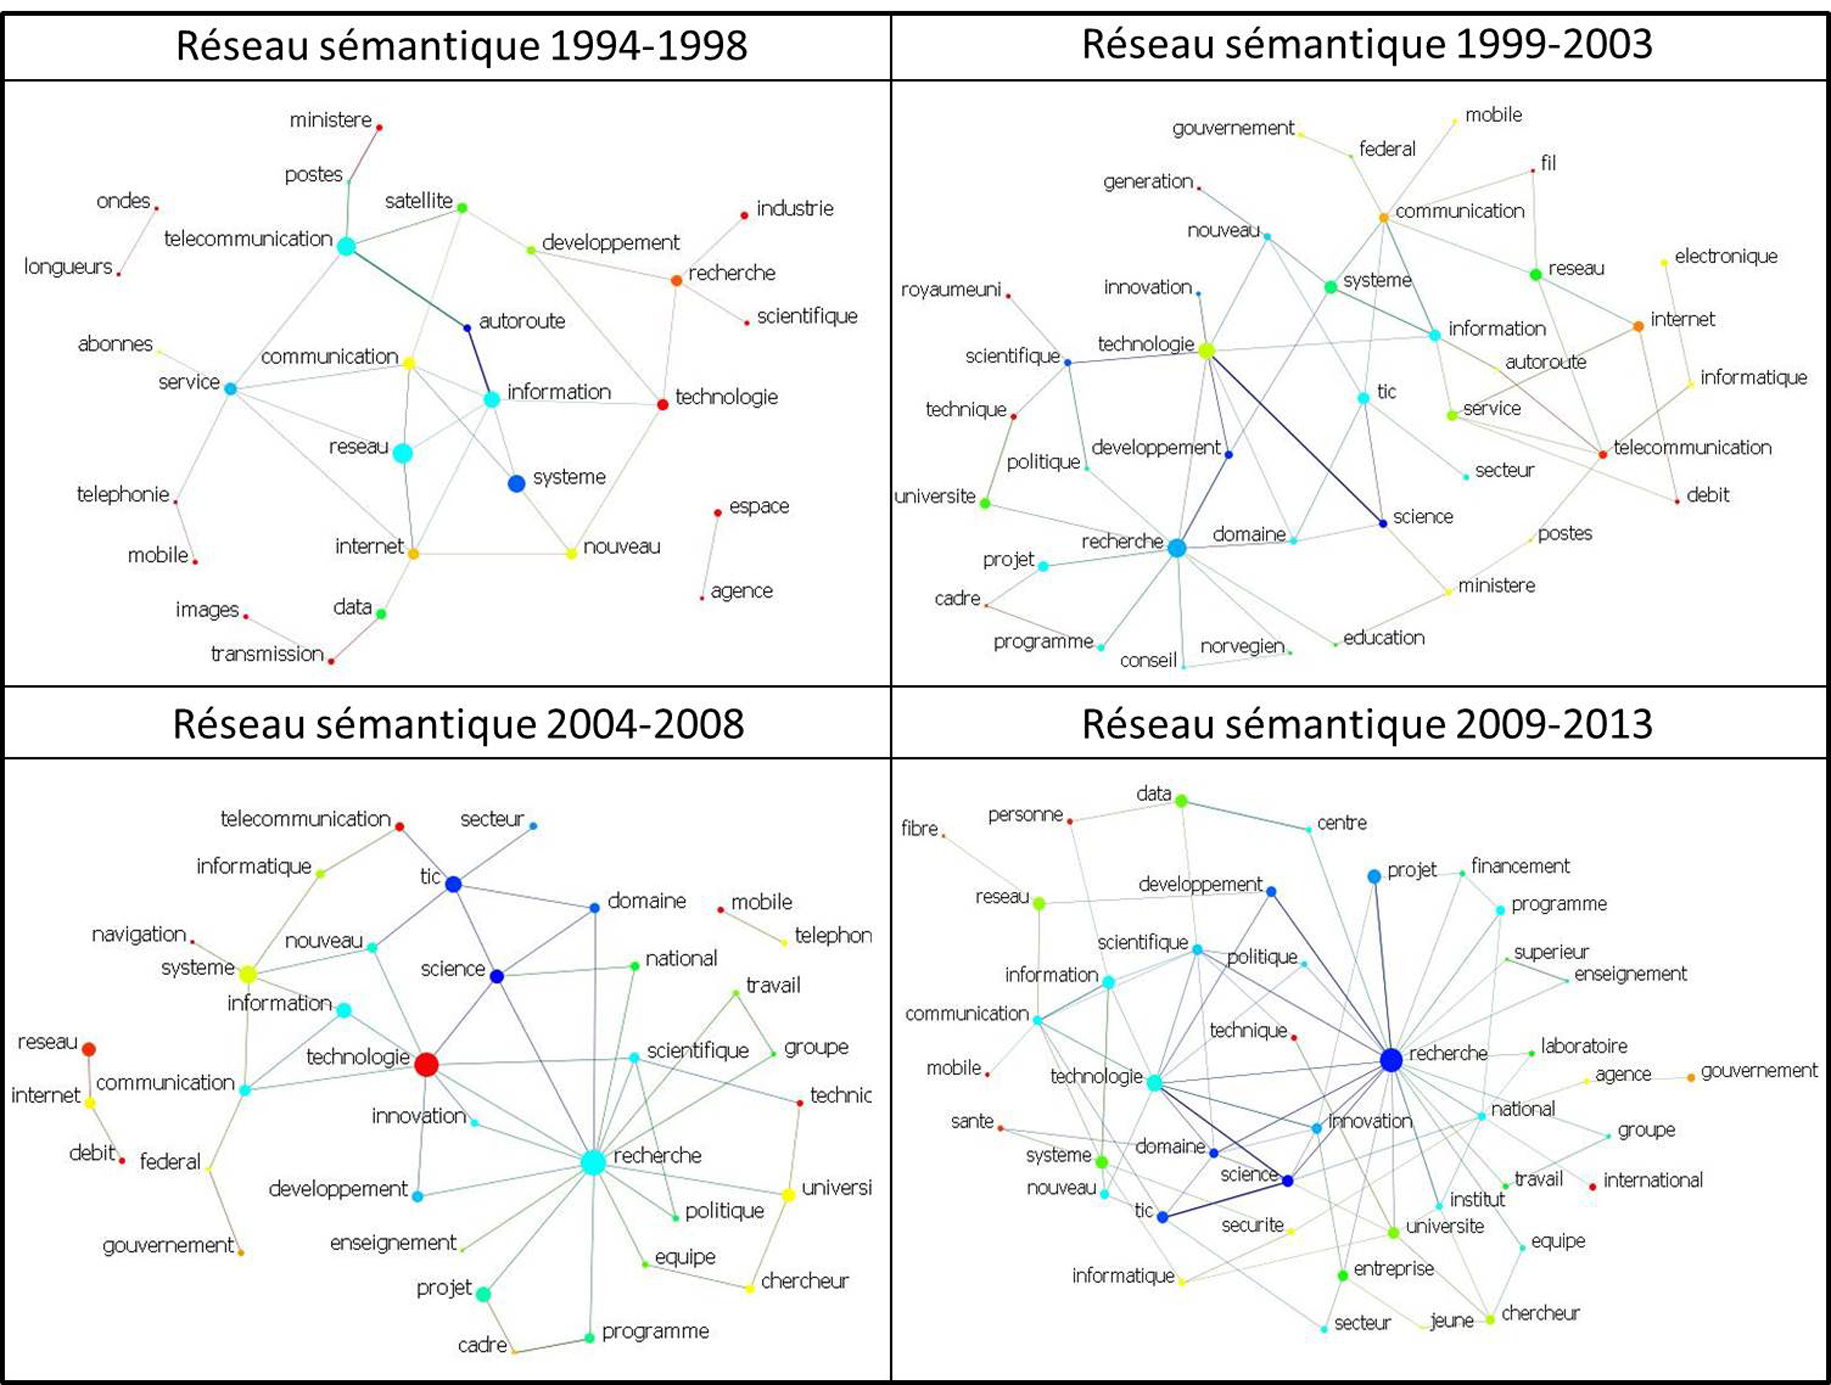 Réseau sémantique 1994-1998
ministere
postes
ondes
satellite
industrie
telecommunication
developpement
longueurs
recherche
autoroute
scientifique
abonnes
communication
service
information
technologie
reseau
systeme
telephonie
espace
internet
nouveau
mobile
agence
images
data
transmission
Réseau sémantique 1999-2003
mobile
gouvernement
federal
fil
generation
communication
nouveau
electronique
reseau
systeme
royaumeuni
innovation
internet
information
technologie
scientifique
autoroute
informatique
tic
technique
service
developpement
telecommunication
politique
secteur
universite
debit
science
domaine
postes
recherche
projet
cadre
ministere
programme
education
norvegien
conseil
Réseau sémantique 2004-2008
telecommunication
secteur
informatique
tic
domaine
mobile
navigation
nouveau
telephon
systeme
science
national
travail
information
reseau
technologie
scientifique
groupe
communication
internet
technic
innovation
debit
federal
recherche
developpement
universi
politique
gouvernement
enseignement
equipe
projet
chercheur
cadre
programme
Réseau sémantique 2009-2013
data
personne
centre
fibre
projet
financement
developpement
reseau
programme
scientifique
politique
superieur
information
enseignement
communication
technique
recherche
laboratoire
mobile
technologie
agence
gouvernement
national
sante
innovation
groupe
domaine
systeme
science
travail
international
nouveau
institut
tic
securite
universite
equipe
informatique
entreprise
secteur
jeune
chercheur